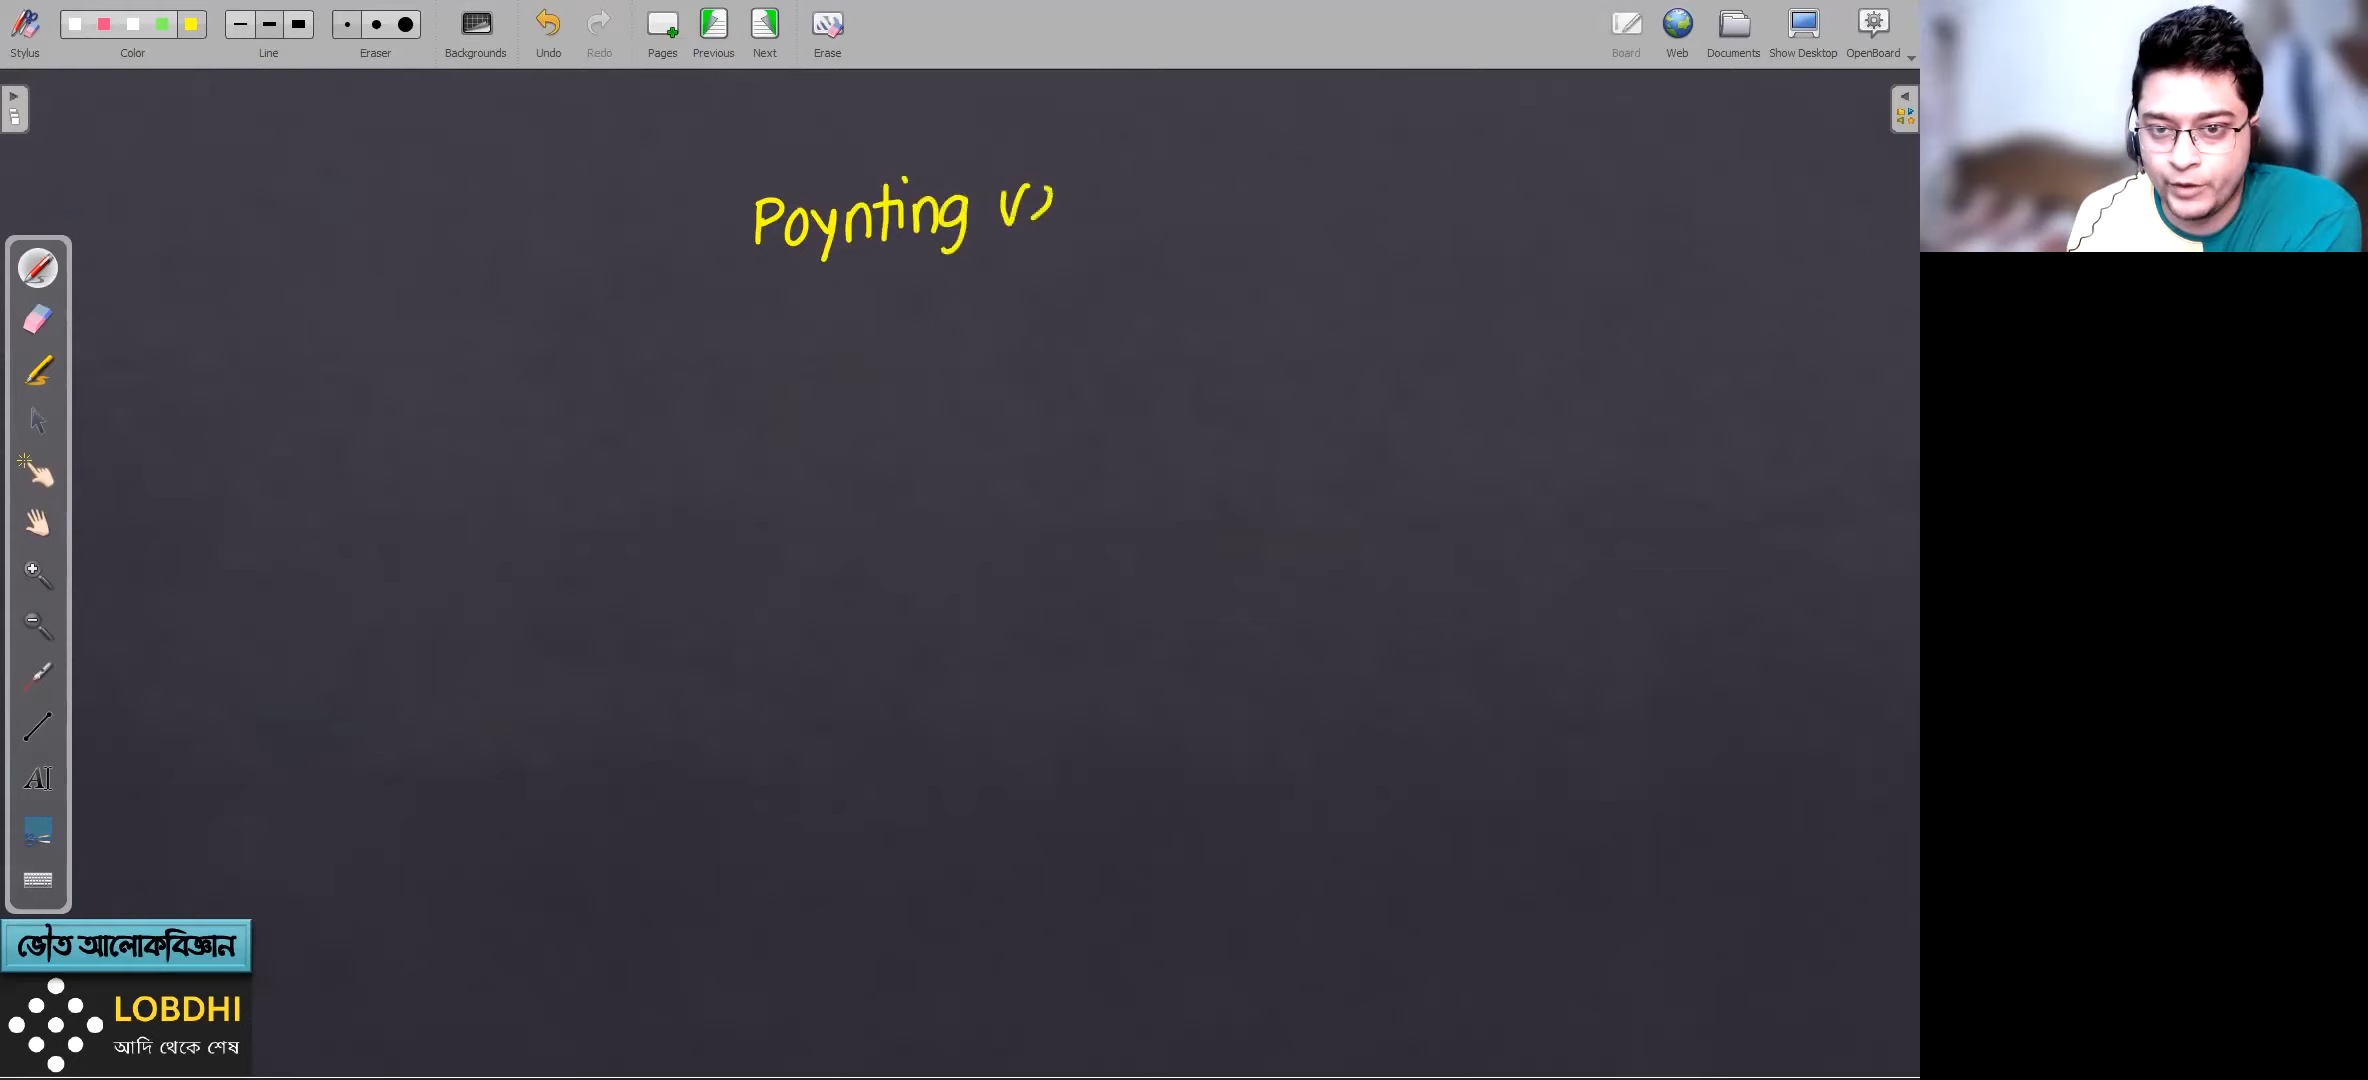 Stylus
Color
Line
Eraser
Backgrounds
Undo
Redo
Pages
Previous
Next
Erase
Board
Web
Documents
Show Desktop
OpenBoard
Poynting
AI
ভৌত আলোকবিজ্ঞান
LOBDHI
আদি থেকে শেষ